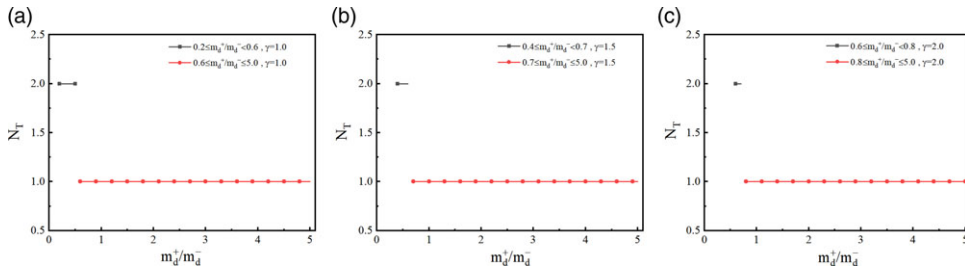 (a)
0.2≤m_d^+/m_d^-<0.6 , γ=1.0
0.6≤m_d^+/m_d^-≤5.0 , γ=1.0
2.5
2.0
1.5
1.0
0.5
N_T
0 1 2 3 4 5
m_d^+/m_d^-
(b)
0.4≤m_d^+/m_d^-<0.7 , γ=1.5
0.7≤m_d^+/m_d^-≤5.0 , γ=1.5
2.5
2.0
1.5
1.0
0.5
N_T
0 1 2 3 4 5
m_d^+/m_d^-
(c)
0.6≤m_d^+/m_d^-<0.8 , γ=2.0
0.8≤m_d^+/m_d^-≤5.0 , γ=2.0
2.5
2.0
1.5
1.0
0.5
N_T
0 1 2 3 4 5
m_d^+/m_d^-